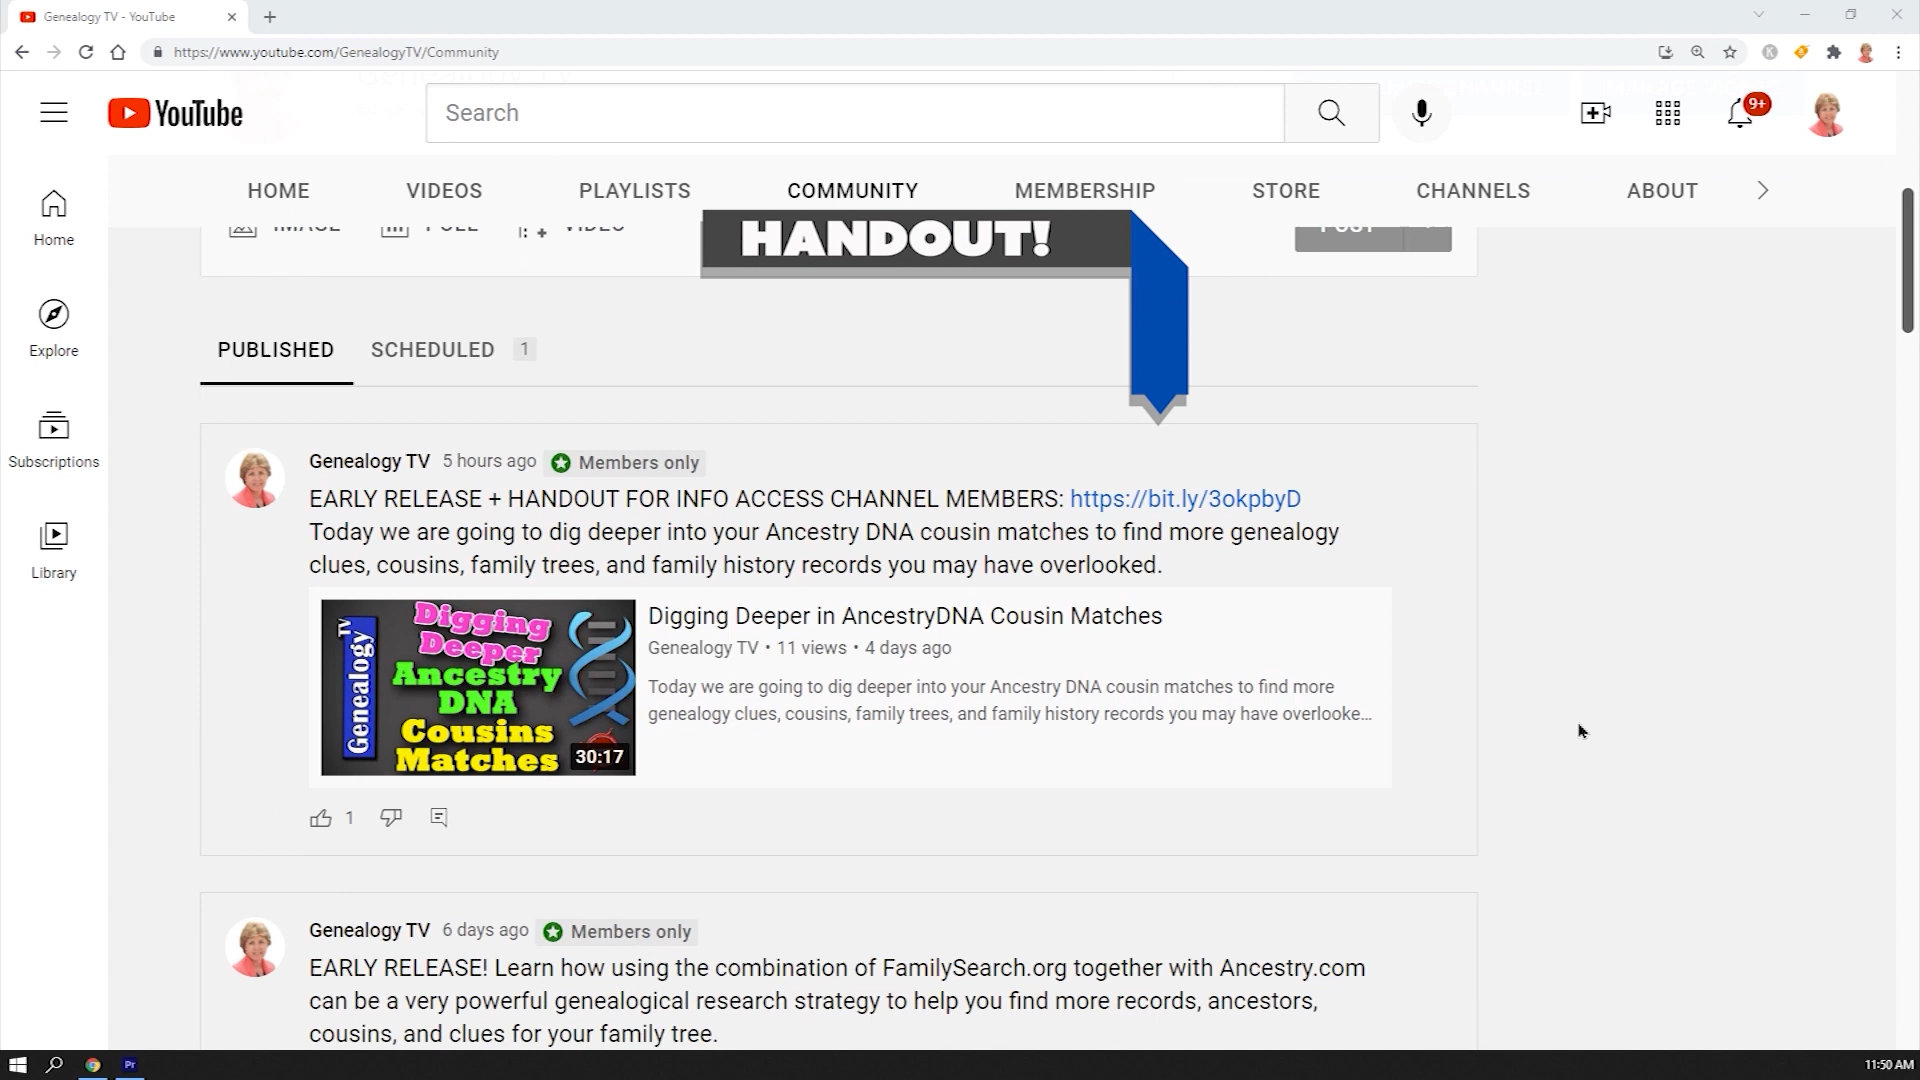 Genealogy TV - YouTube
https://www.youtube.com/GenealogyTV/Community
YouTube
Search
9+
HOME VIDEOS PLAYLISTS COMMUNITY MEMBERSHIP STORE CHANNELS ABOUT
IMAGE POLL VIDEO POST
HANDOUT!
Home
Explore
Subscriptions
Library
PUBLISHED SCHEDULED 1
Genealogy TV 5 hours ago Members only
EARLY RELEASE + HANDOUT FOR INFO ACCESS CHANNEL MEMBERS: https://bit.ly/3okpbyD
Today we are going to dig deeper into your Ancestry DNA cousin matches to find more genealogy
clues, cousins, family trees, and family history records you may have overlooked.
Genealogy TV
Digging
Deeper
Ancestry
DNA
Cousins
Matches
30:17
Digging Deeper in AncestryDNA Cousin Matches
Genealogy TV • 11 views • 4 days ago
Today we are going to dig deeper into your Ancestry DNA cousin matches to find more
genealogy clues, cousins, family trees, and family history records you may have overlooke...
1
Genealogy TV 6 days ago Members only
EARLY RELEASE! Learn how using the combination of FamilySearch.org together with Ancestry.com
can be a very powerful genealogical research strategy to help you find more records, ancestors,
cousins, and clues for your family tree.
Pr
11:50 AM